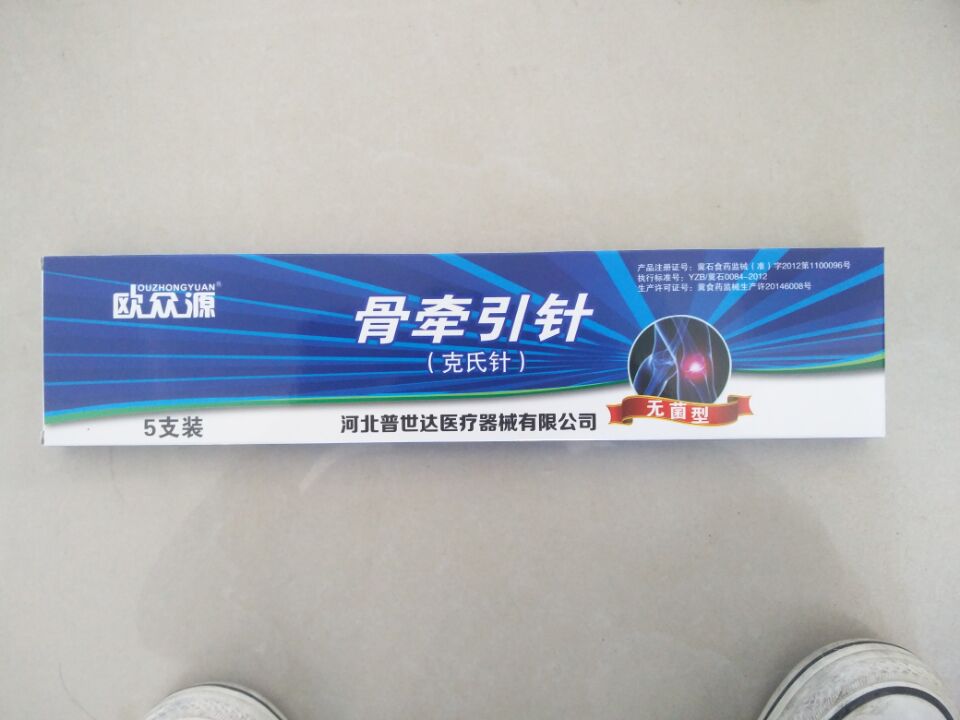 OUZHONGYUAN®
欧众源
骨牵引针
(克氏针)
5支装
河北普世达医疗器械有限公司
产品注册证号：冀石食药监械(准)字2012第1100096号
执行标准号：YZB/冀石0084-2012
生产许可证号：冀食药监械生产许20146008号
无菌型